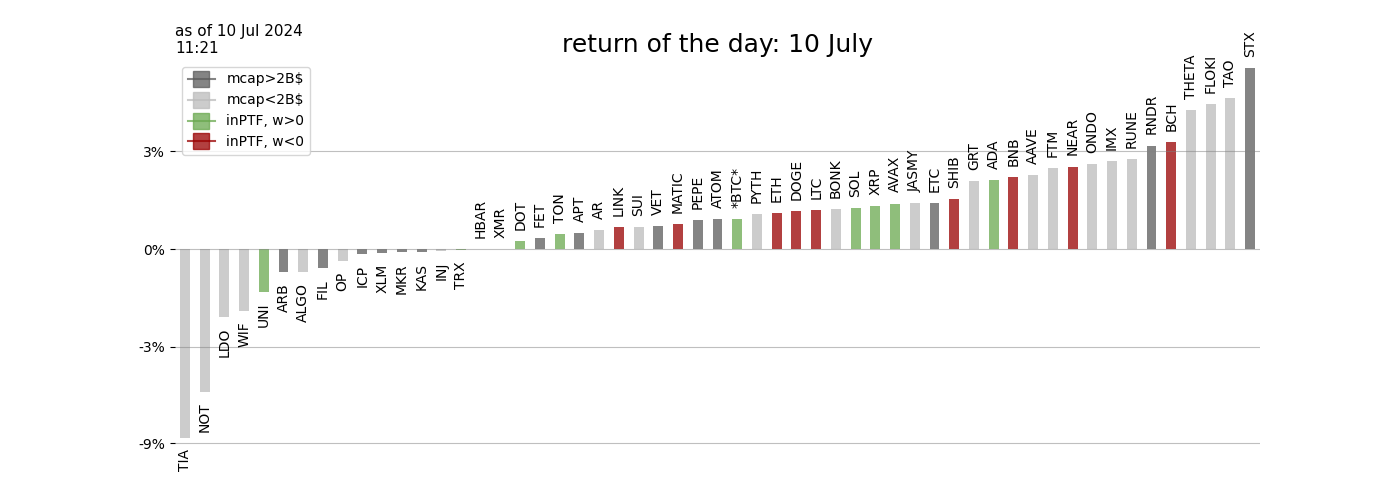 as of 10 Jul 2024
11:21
return of the day: 10 July
mcap>2B$
mcap<2B$
inPTF, w>0
inPTF, w<0
3%
0%
-3%
-9%
TIA
NOT
LDO
WIF
UNI
ARB
ALGO
FIL
OP
ICP
XLM
MKR
KAS
INJ
TRX
HBAR
XMR
DOT
FET
TON
APT
AR
LINK
SUI
VET
MATIC
PEPE
ATOM
*BTC*
PYTH
ETH
DOGE
LTC
BONK
SOL
XRP
AVAX
JASMY
ETC
SHIB
GRT
ADA
BNB
AAVE
FTM
NEAR
ONDO
IMX
RUNE
RNDR
BCH
THETA
FLOKI
TAO
STX